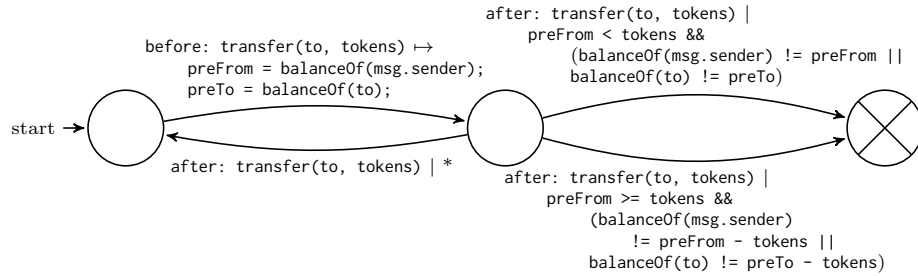 after: transfer(to, tokens) |
preFrom < tokens &&
(balanceOf(msg.sender) != preFrom ||
balanceOf(to) != preTo)
before: transfer(to, tokens) ↦
preFrom = balanceOf(msg.sender);
preTo = balanceOf(to);
start
after: transfer(to, tokens) | *
after: transfer(to, tokens) |
preFrom >= tokens &&
(balanceOf(msg.sender)
!= preFrom - tokens ||
balanceOf(to) != preTo - tokens)